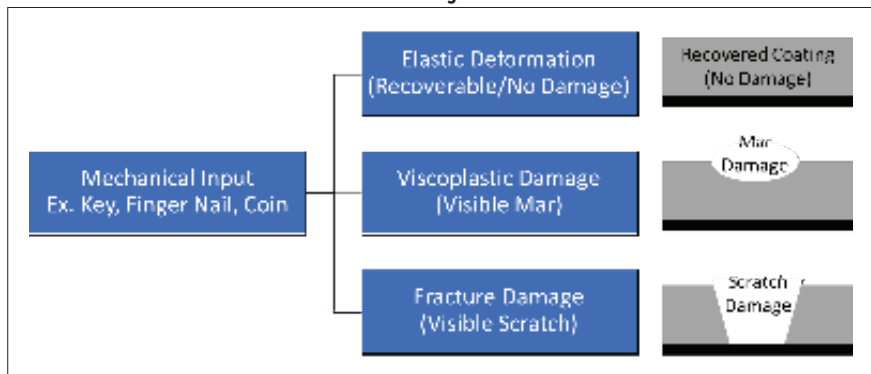 Elastic Deformation
(Recoverable/No Damage)
Recovered Coating
(No Damage)
Mechanical Input
Ex. Key, Finger Nail, Coin
Viscoplastic Damage
(Visible Mar)
Mar
Damage
Fracture Damage
(Visible Scratch)
Scratch
Damage